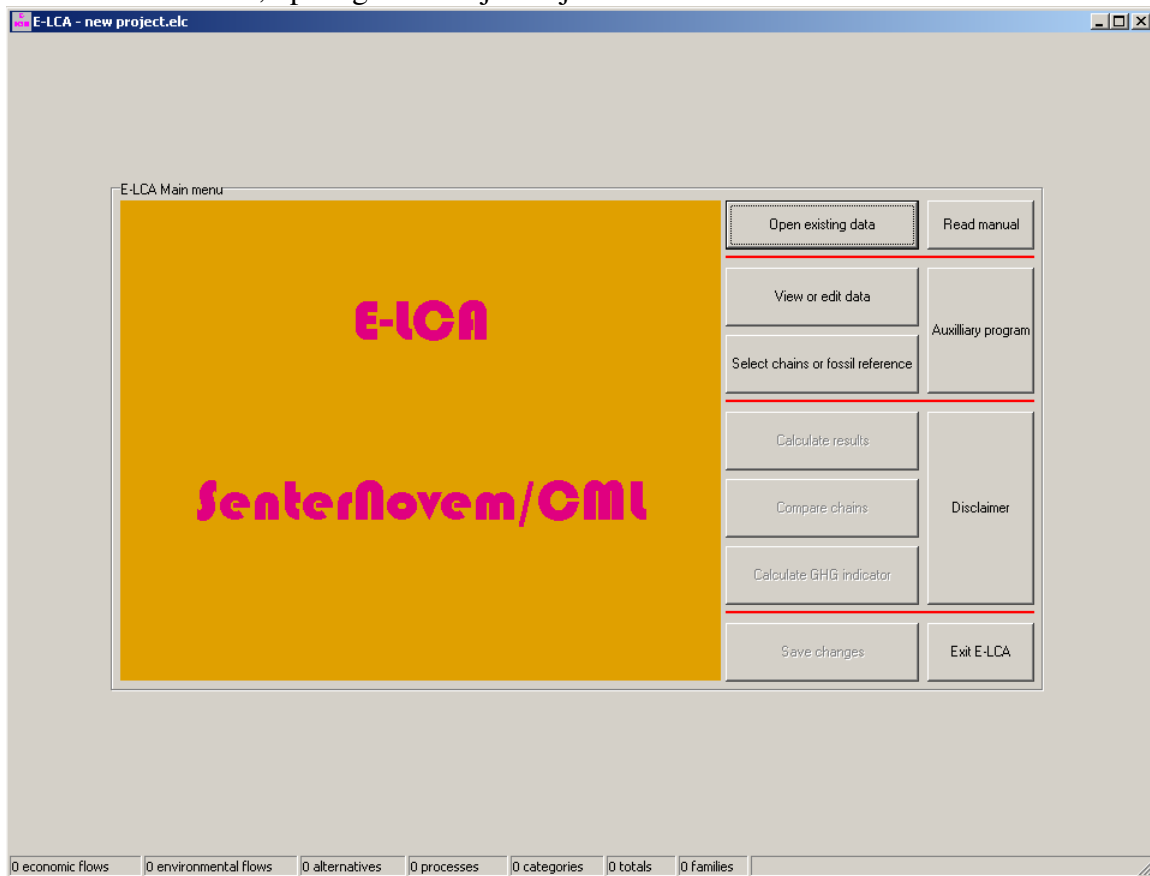 E-LCA - new project.elc
E-LCA Main menu
Open existing data
Read manual
E-LCA
View or edit data
Auxilliary program
Select chains or fossil reference
Calculate results
SenterNovem/CML
Compare chains
Disclaimer
Calculate GHG indicator
Save changes
Exit E-LCA
0 economic flows 0 environmental flows 0 alternatives 0 processes 0 categories 0 totals 0 families